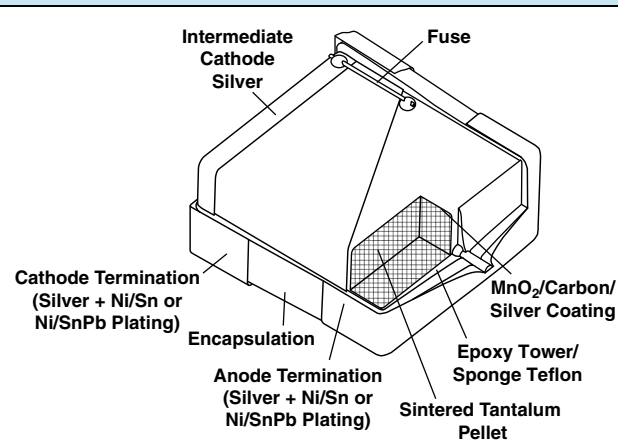 Intermediate
Cathode
Silver
Fuse
Cathode Termination
(Silver + Ni/Sn or
Ni/SnPb Plating)
Encapsulation
Anode Termination
(Silver + Ni/Sn or
Ni/SnPb Plating)
MnO₂/Carbon/
Silver Coating
Epoxy Tower/
Sponge Teflon
Sintered Tantalum
Pellet